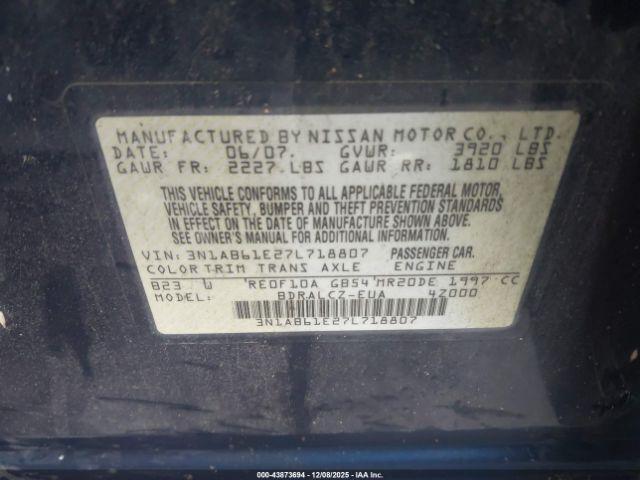 MANUFACTURED BY NISSAN MOTOR CO., LTD.
DATE: 06/07. GVWR: 3920 LBS
GAWR FR: 2227 LBS GAWR RR: 1810 LBS
THIS VEHICLE CONFORMS TO ALL APPLICABLE FEDERAL MOTOR,
VEHICLE SAFETY, BUMPER AND THEFT PREVENTION STANDARDS
IN EFFECT ON THE DATE OF MANUFACTURE SHOWN ABOVE.
SEE OWNER'S MANUAL FOR ADDITIONAL INFORMATION.
VIN: 3N1AB61E27L718807 PASSENGER CAR.
COLOR TRIM TRANS AXLE ENGINE
B23 W RE0F10A GB54 MR20DE 1997 CC
MODEL: BDRALCZ-EUA 4Z000
3N1AB61E27L718807
000-43873694 | 12/08/2025 - Copyright © IAA, Inc.